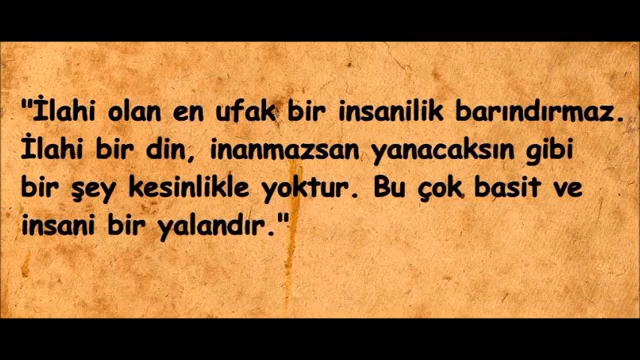 "İlahi olan en ufak bir insanilik barındırmaz.
İlahi bir din, inanmazsan yanacaksın gibi
bir şey kesinlikle yoktur. Bu çok basit ve
insani bir yalandır."